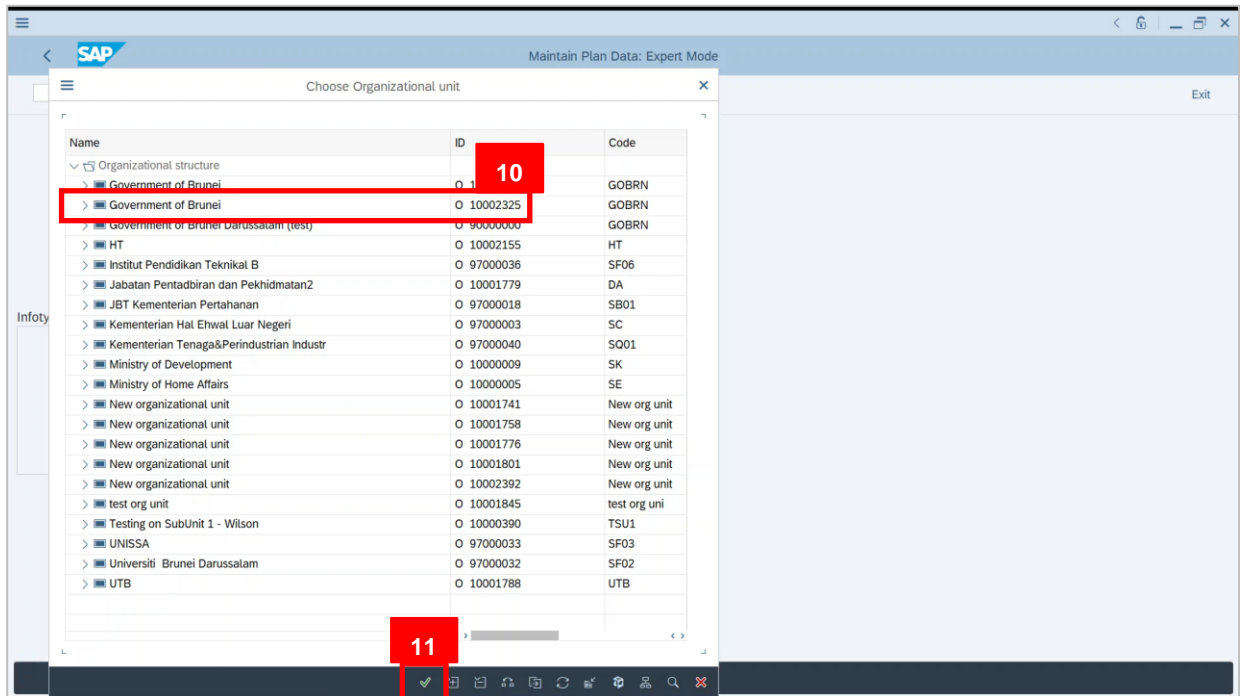 SAP
Maintain Plan Data: Expert Mode
Choose Organizational unit
Exit
Name ID Code
Organizational structure
10
Government of Brunei O 1 GOBRN
Government of Brunei O 10002325 GOBRN
Government of Brunei Darussalam (test) O 90000000 GOBRN
HT O 10002155 HT
Institut Pendidikan Teknikal B O 97000036 SF06
Jabatan Pentadbiran dan Pekhidmatan2 O 10001779 DA
JBT Kementerian Pertahanan O 97000018 SB01
Infoty
Kementerian Hal Ehwal Luar Negeri O 97000003 SC
Kementerian Tenaga&Perindustrian Industr O 97000040 SQ01
Ministry of Development O 10000009 SK
Ministry of Home Affairs O 10000005 SE
New organizational unit O 10001741 New org unit
New organizational unit O 10001758 New org unit
New organizational unit O 10001776 New org unit
New organizational unit O 10001801 New org unit
New organizational unit O 10002392 New org unit
test org unit O 10001845 test org uni
Testing on SubUnit 1 - Wilson O 10000390 TSU1
UNISSA O 97000033 SF03
Universiti Brunei Darussalam O 97000032 SF02
UTB O 10001788 UTB
11